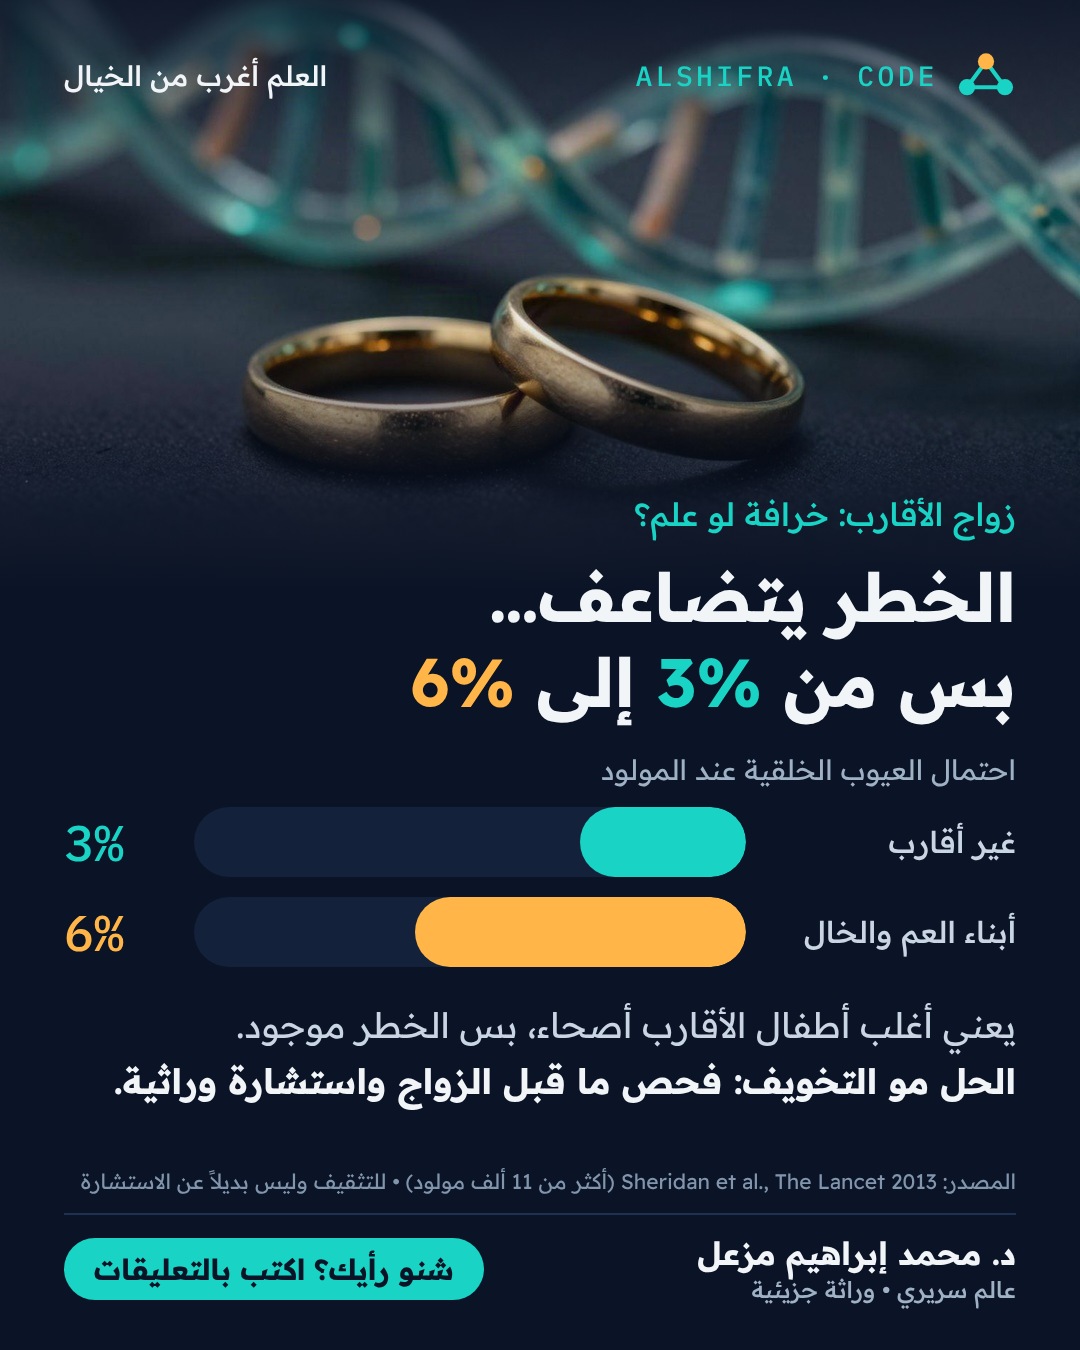 ALSHIFRA · CODE
العلم أغرب من الخيال
زواج الأقارب: خرافة لو علم؟
الخطر يتضاعف...
بس من 3% إلى 6%
احتمال العيوب الخلقية عند المولود
غير أقارب 3%
أبناء العم والخال 6%
يعني أغلب أطفال الأقارب أصحاء، بس الخطر موجود.
الحل مو التخويف: فحص ما قبل الزواج واستشارة وراثية.
المصدر: Sheridan et al., The Lancet 2013 (أكثر من 11 ألف مولود) • للتثقيف وليس بديلاً عن الاستشارة
د. محمد إبراهيم مزعل
عالم سريري • وراثة جزيئية
شنو رأيك؟ اكتب بالتعليقات